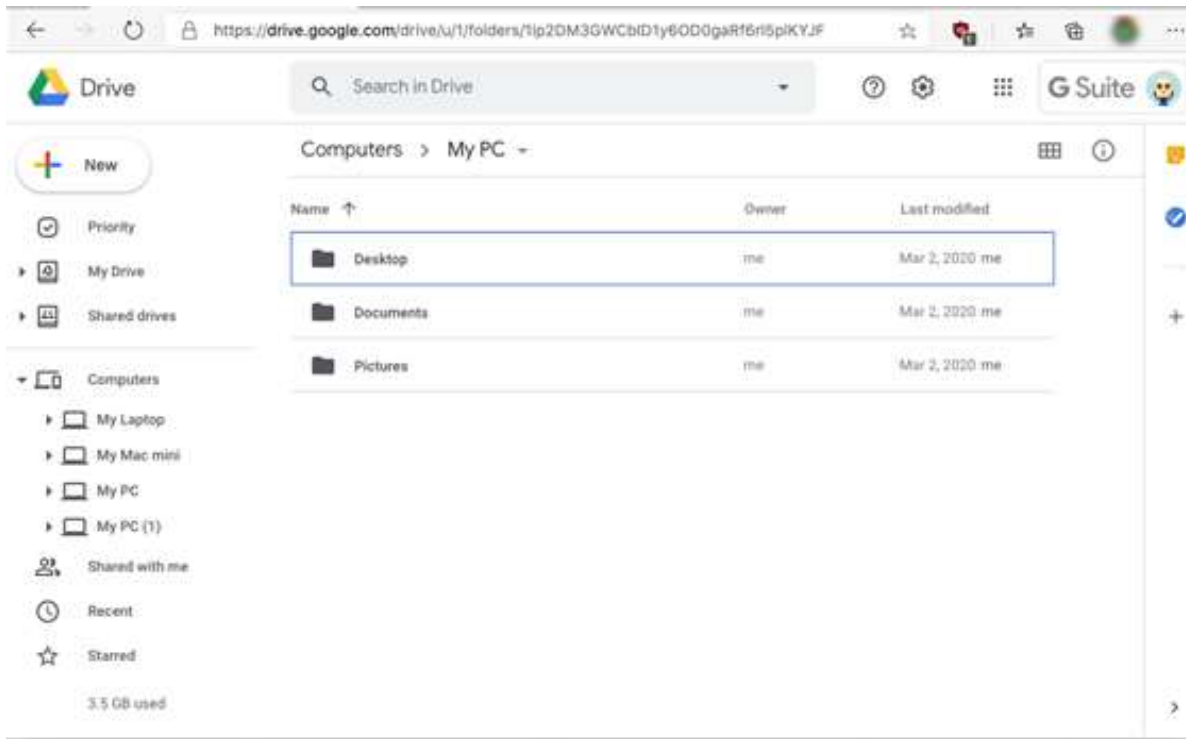 https://drive.google.com/drive/u/1/folders/
Drive
Search in Drive
G Suite
New
Computers > My PC
Name
Owner
Last modified
Priority
My Drive
Shared drives
Computers
My Laptop
My Mac mini
My PC
My PC (1)
Shared with me
Recent
Starred
3.5 GB used
Desktop me Mar 2, 2020 me
Documents me Mar 2, 2020 me
Pictures me Mar 2, 2020 me